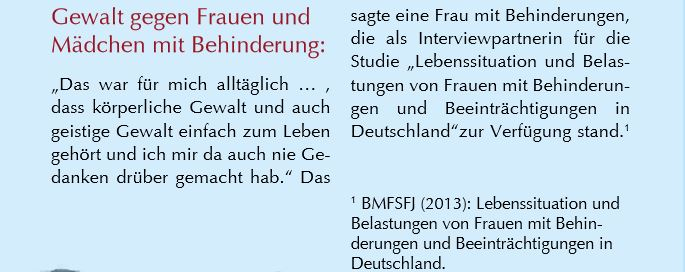 Gewalt gegen Frauen und
Mädchen mit Behinderung:
„Das war für mich alltäglich … ,
dass körperliche Gewalt und auch
geistige Gewalt einfach zum Leben
gehört und ich mir da auch nie Ge-
danken drüber gemacht hab.“ Das
sagte eine Frau mit Behinderungen,
die als Interviewpartnerin für die
Studie „Lebenssituation und Belas-
tungen von Frauen mit Behinderun-
gen und Beeinträchtigungen in
Deutschland“zur Verfügung stand.¹
¹ BMFSFJ (2013): Lebenssituation und
Belastungen von Frauen mit Behin-
derungen und Beeinträchtigungen in
Deutschland.